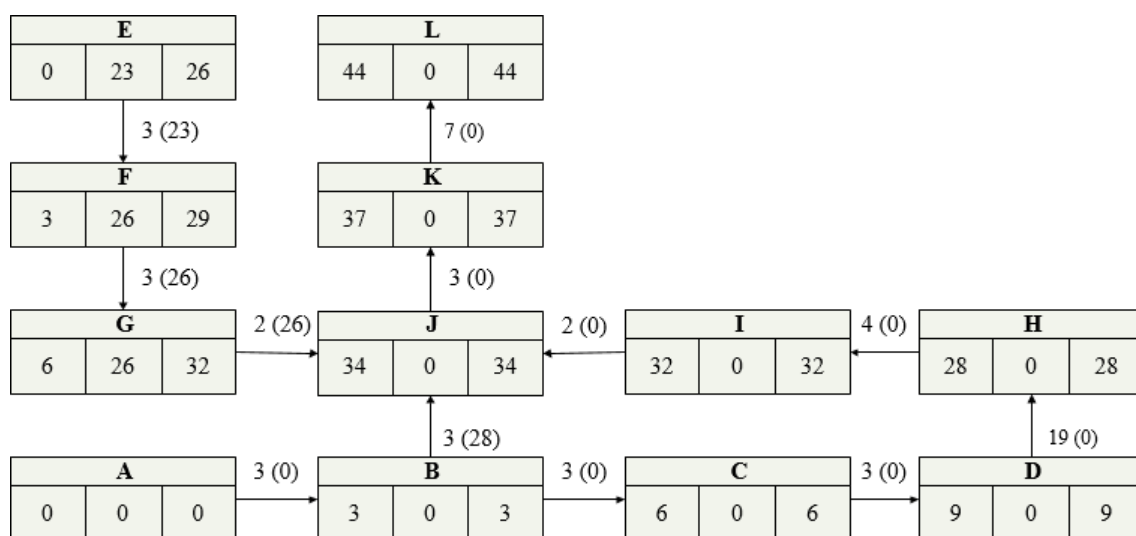 E L
0 23 26 44 0 44
3 (23) 7 (0)
F K
3 26 29 37 0 37
3 (26) 3 (0)
G 2 (26) J 2 (0) I 4 (0) H
6 26 32 34 0 34 32 0 32 28 0 28
3 (28) 19 (0)
A 3 (0) B 3 (0) C 3 (0) D
0 0 0 3 0 3 6 0 6 9 0 9